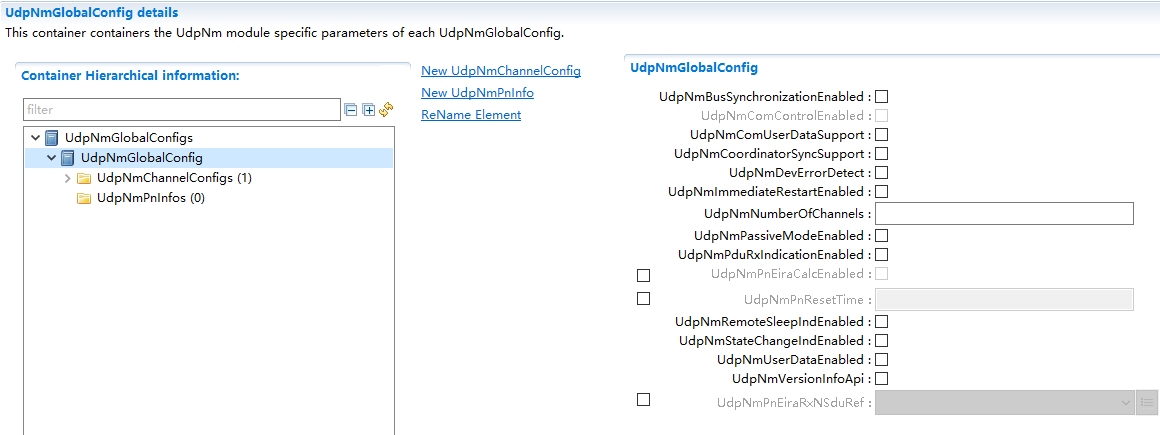 UdpNmGlobalConfig details
This container containers the UdpNm module specific parameters of each UdpNmGlobalConfig.
Container Hierarchical information:
filter
UdpNmGlobalConfigs
UdpNmGlobalConfig
UdpNmChannelConfigs (1)
UdpNmPnInfos (0)
New UdpNmChannelConfig
New UdpNmPnInfo
ReName Element
UdpNmGlobalConfig
UdpNmBusSynchronizationEnabled :
UdpNmComControlEnabled :
UdpNmComUserDataSupport :
UdpNmCoordinatorSyncSupport :
UdpNmDevErrorDetect :
UdpNmImmediateRestartEnabled :
UdpNmNumberOfChannels :
UdpNmPassiveModeEnabled :
UdpNmPduRxIndicationEnabled :
UdpNmPnEiraCalcEnabled :
UdpNmPnResetTime :
UdpNmRemoteSleepIndEnabled :
UdpNmStateChangeIndEnabled :
UdpNmUserDataEnabled :
UdpNmVersionInfoApi :
UdpNmPnEiraRxNSduRef :